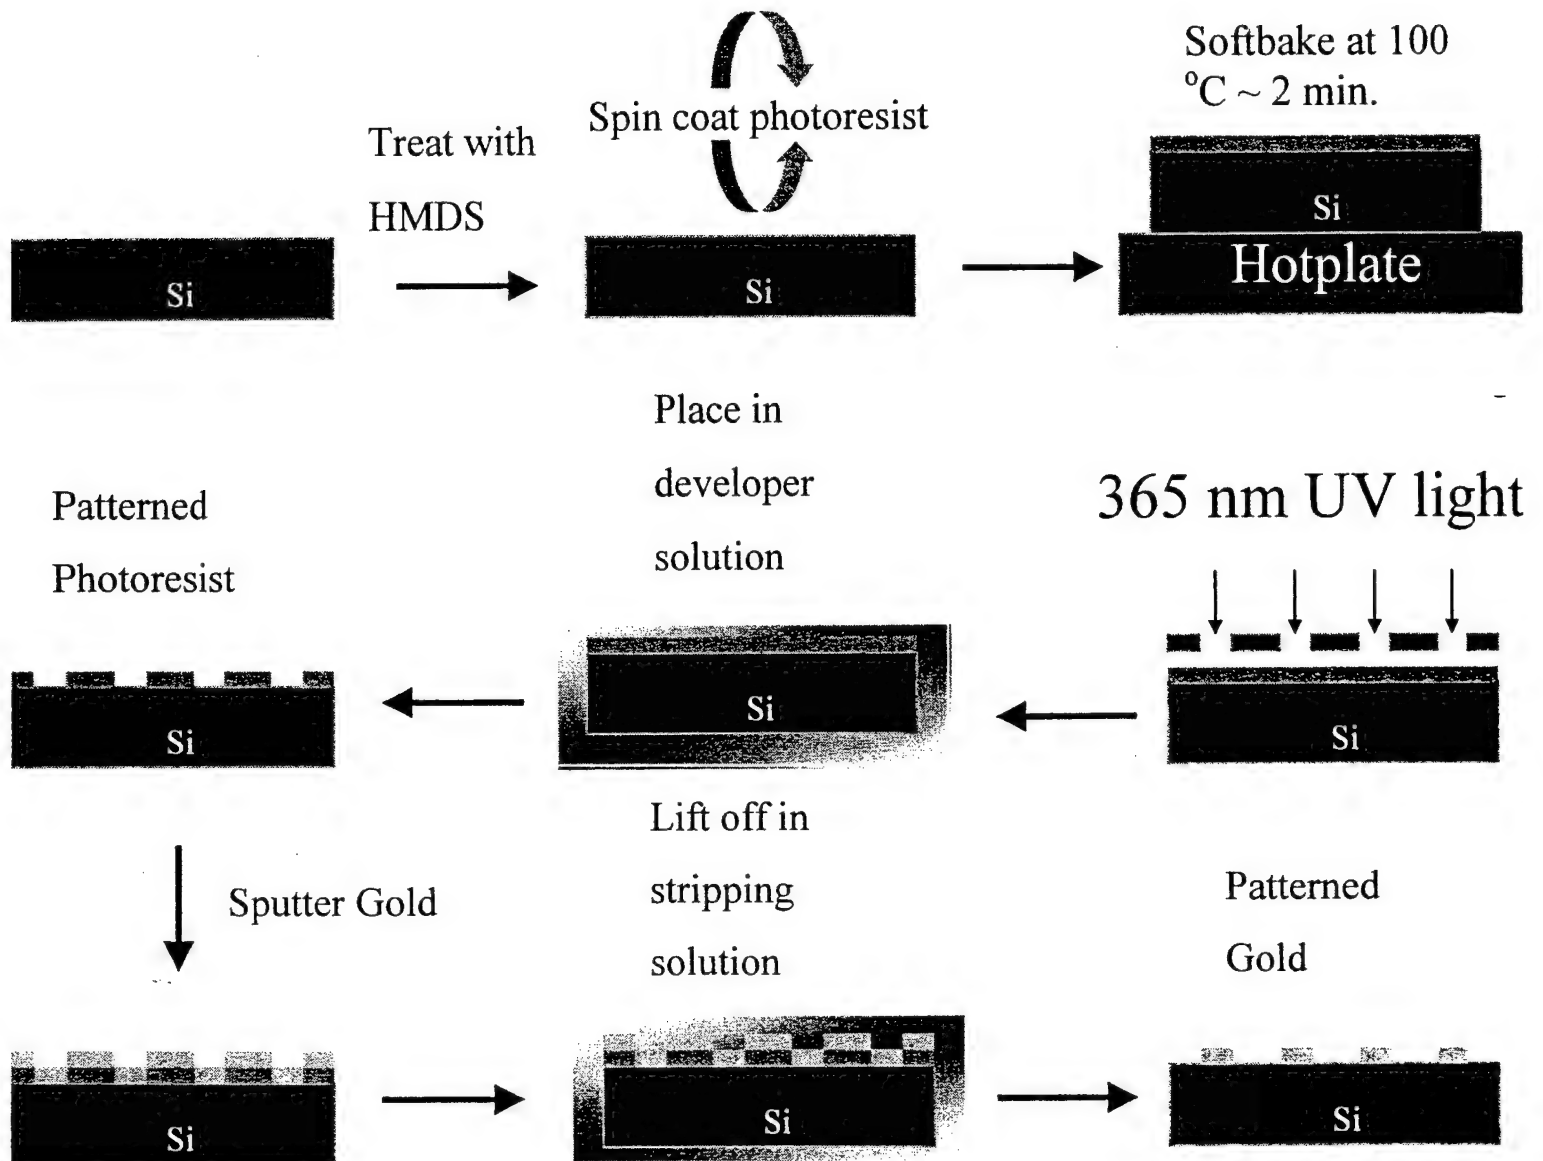 Treat with
HMDS
Spin coat photoresist
Softbake at 100
°C ~ 2 min.
Si
Si
Si
Hotplate
Patterned
Photoresist
Place in
developer
solution
365 nm UV light
Si
Si
Si
Sputter Gold
Lift off in
stripping
solution
Patterned
Gold
Si
Si
Si